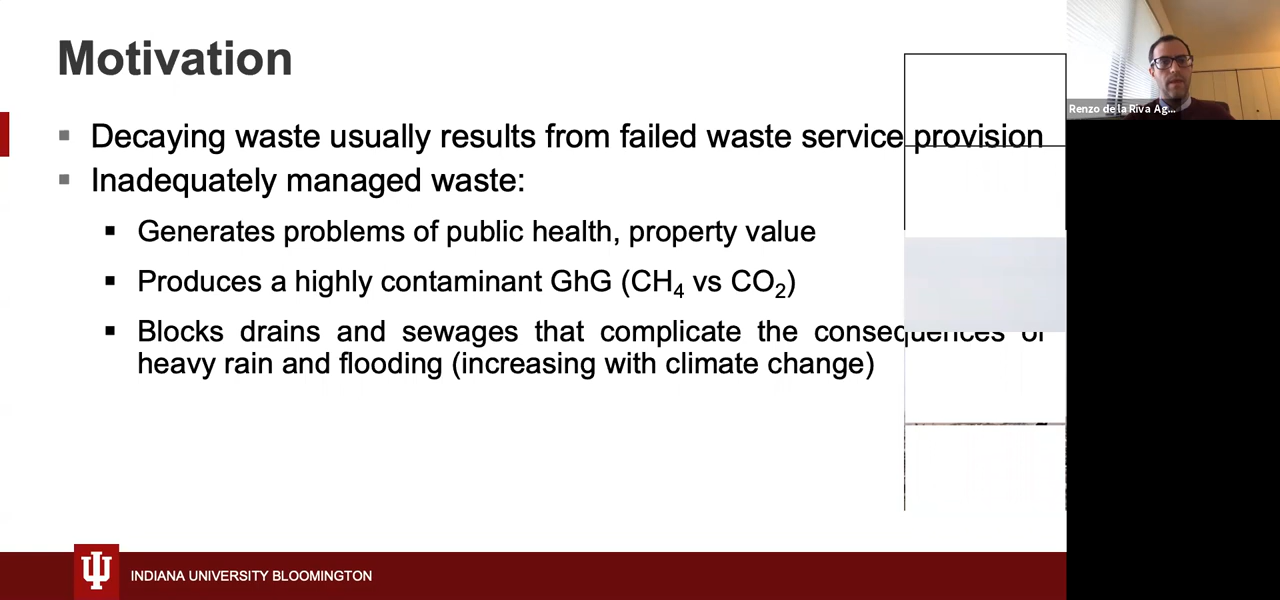 Motivation
Renzo de la Riva Ag...
▪ Decaying waste usually results from failed waste service provision
▪ Inadequately managed waste:
▪ Generates problems of public health, property value
▪ Produces a highly contaminant GhG (CH₄ vs CO₂)
▪ Blocks drains and sewages that complicate the consequences of
heavy rain and flooding (increasing with climate change)
INDIANA UNIVERSITY BLOOMINGTON